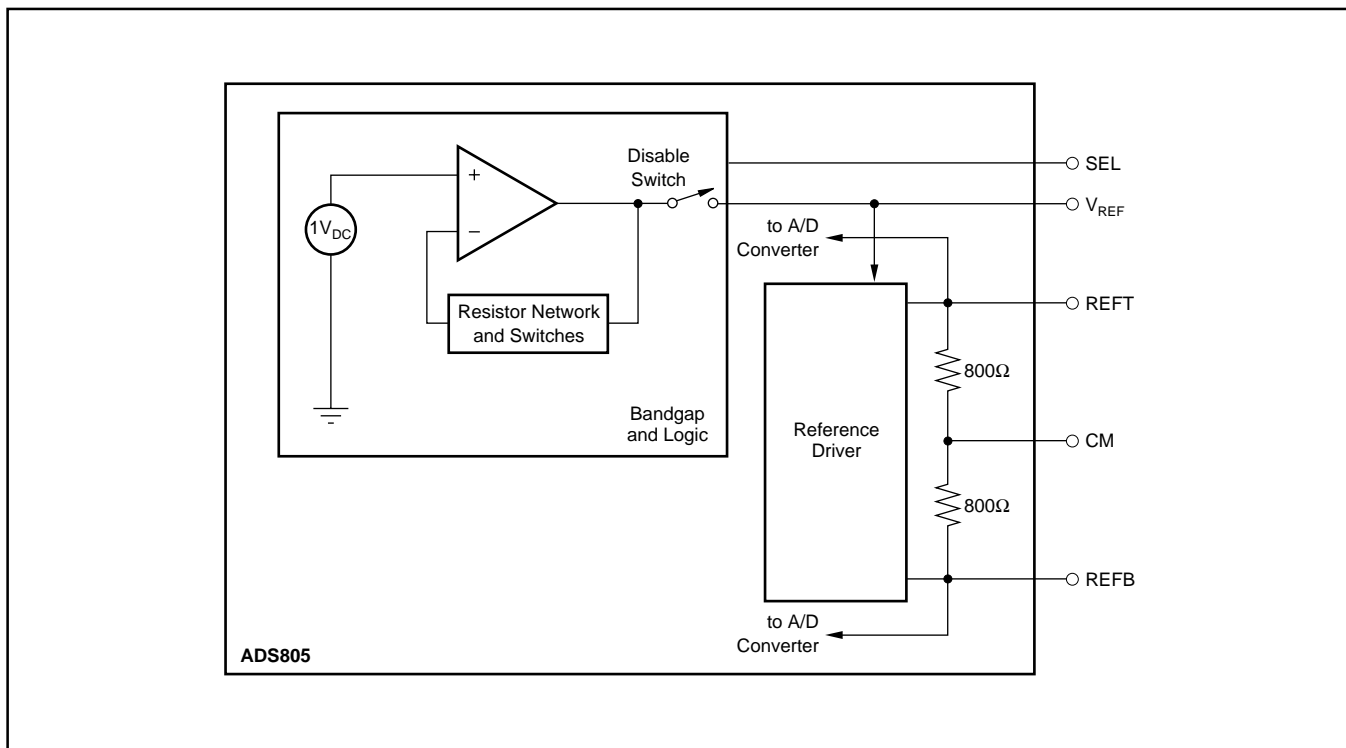 SEL
Disable
Switch
+
V_REF
1V_DC
–
to A/D
Converter
Resistor Network
and Switches
REFT
800Ω
Bandgap
and Logic
Reference
Driver
CM
800Ω
REFB
to A/D
Converter
ADS805